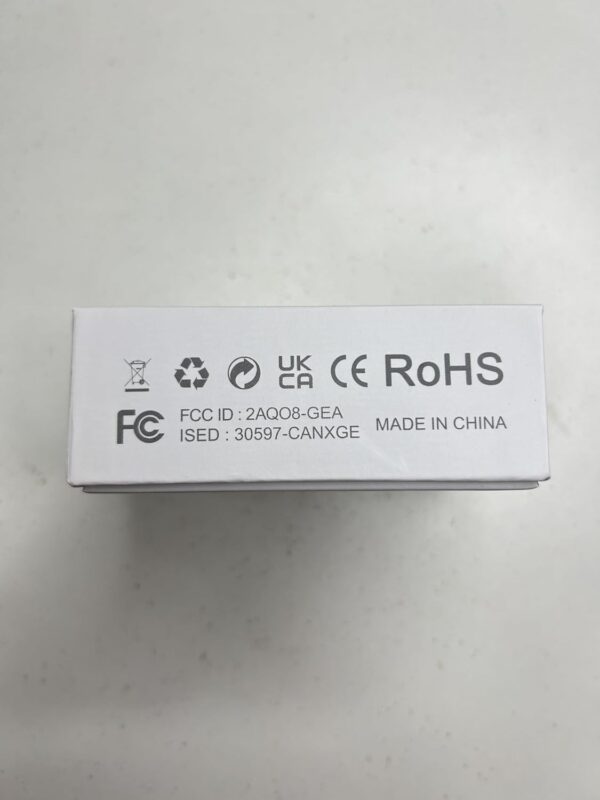 UK
CA CE RoHS
FC FCC ID : 2AQO8-GEA
ISED : 30597-CANXGE MADE IN CHINA